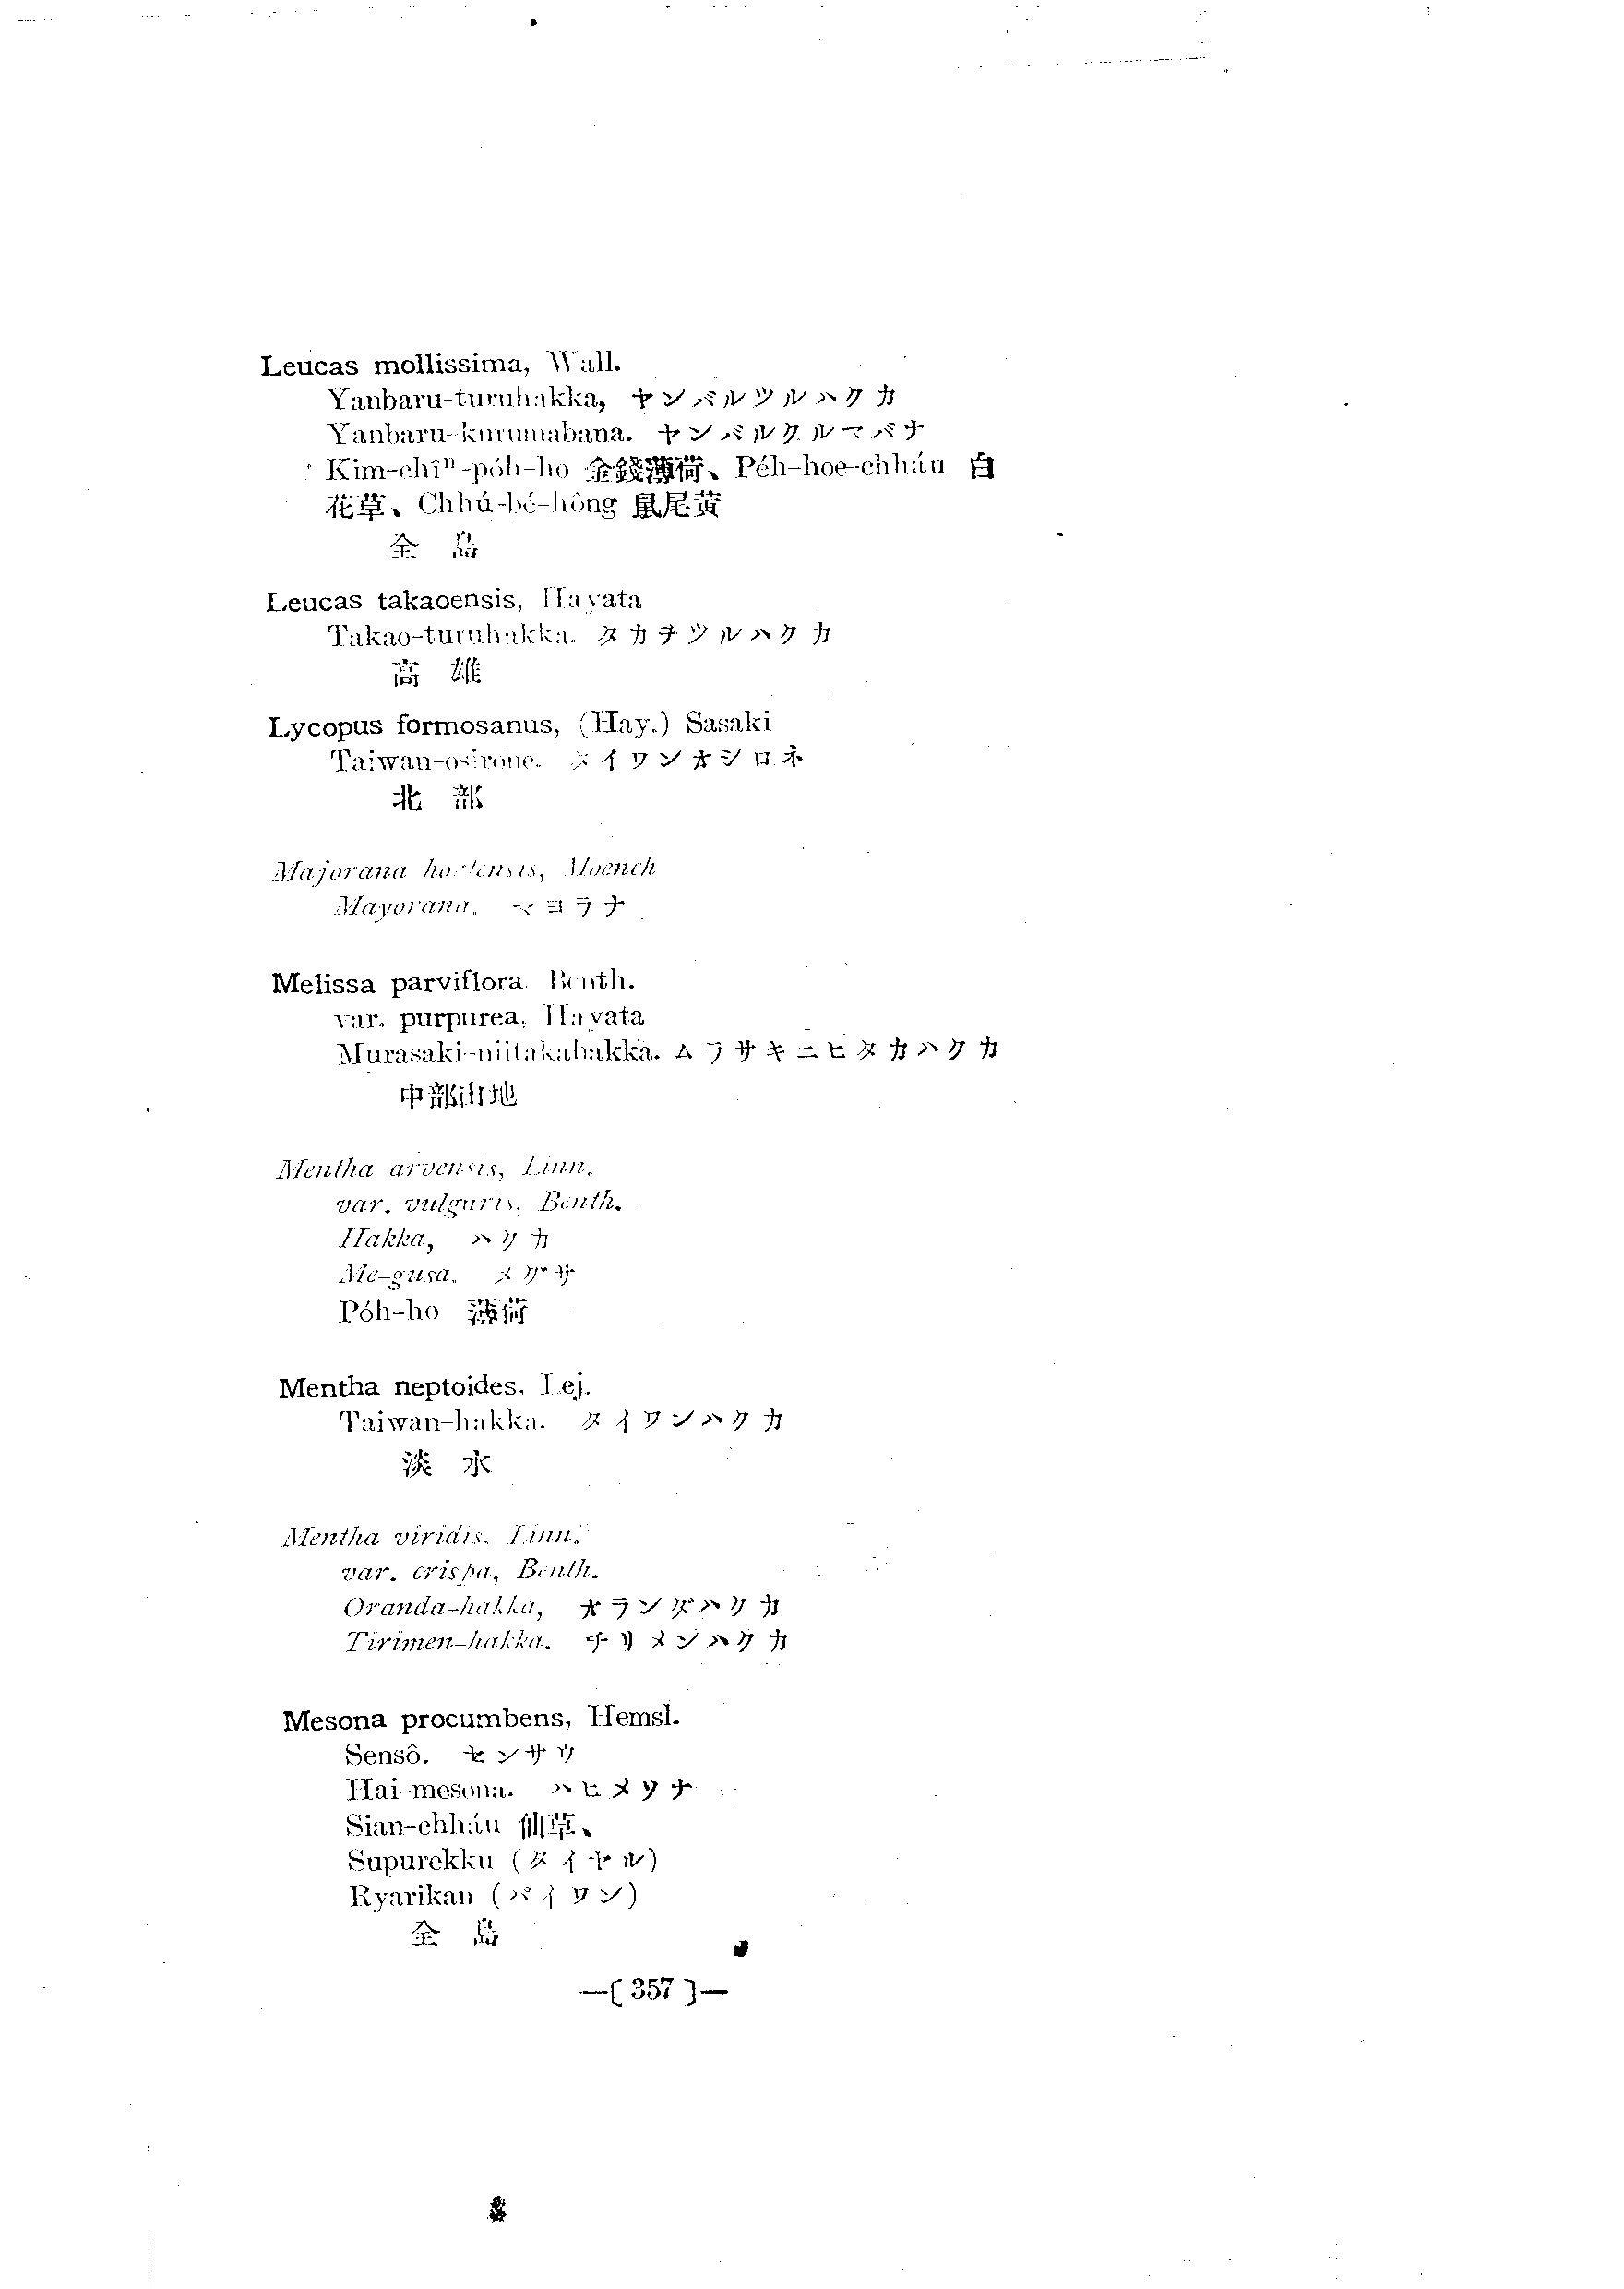 Leucas mollissima, Wall.
Yanbaru-turuhakka, ヤンバルツルハクカ
Yanbaru-kurumabana. ヤンバルクルマバナ
Kim-chîⁿ-póh-ho 金錢薄荷、Péh-hoe-chháu 白
花草、Chhú-bé-hông 鼠尾黃
全 島
Leucas takaoensis, Hayata
Takao-turuhakka. タカヲツルハクカ
高 雄
Lycopus formosanus, (Hay.) Sasaki
Taiwan-osirone. タイワンオシロネ
北 部
Majorana hortensis, Moench
Mayorana. マヨラナ
Melissa parviflora. Benth.
var. purpurea, Hayata
Murasaki-niitakahakka. ムラサキニヒタカハクカ
中部山地
Mentha arvensis, Linn.
var. vulgaris. Benth.
Hakka, ハクカ
Me-gusa. メグサ
Póh-ho 薄荷
Mentha neptoides. Lej.
Taiwan-hakka. タイワンハクカ
淡 水
Mentha viridis. Linn.
var. crispa, Benth.
Oranda-hakka, オランダハクカ
Tirimen-hakka. チリメンハクカ
Mesona procumbens, Hemsl.
Sensô. センサウ
Hai-mesona. ハヒメソナ
Sian-chháu 仙草、
Supurekku (タイヤル)
Ryarikan (パイワン)
全 島
—( 357 )—